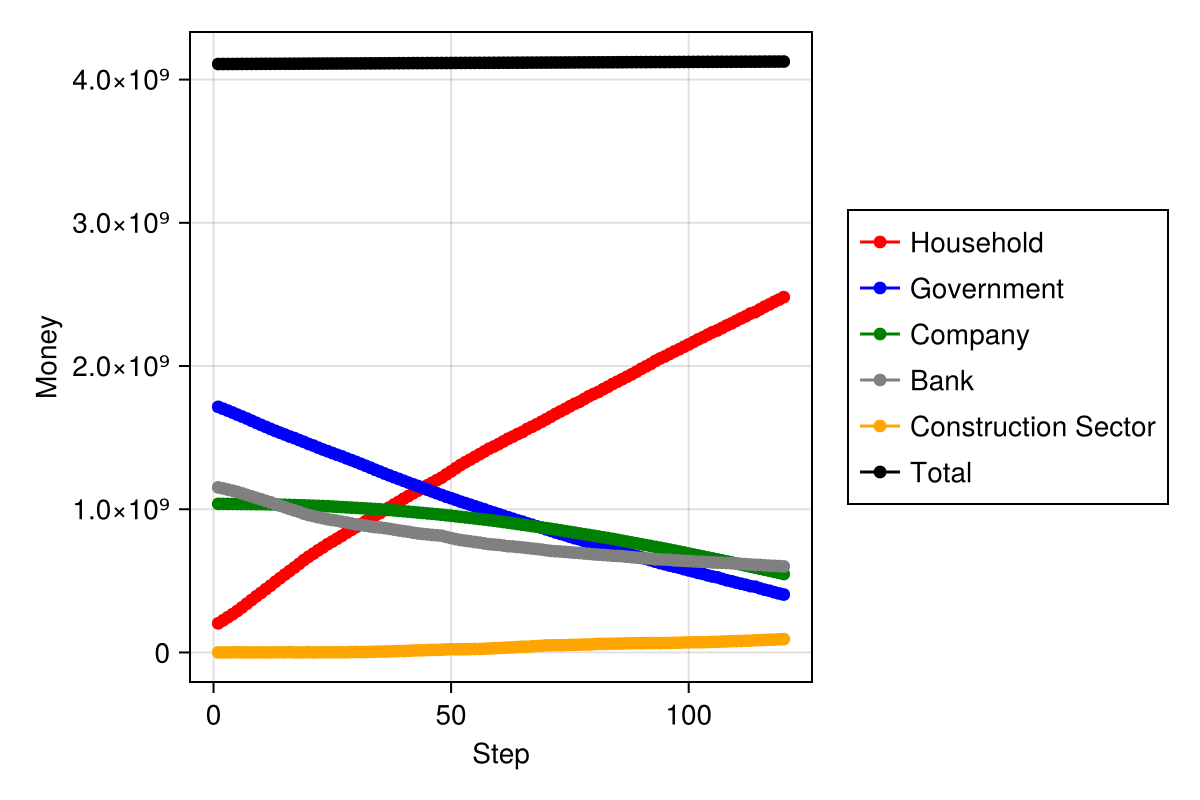 4.0×10⁹
3.0×10⁹
2.0×10⁹
1.0×10⁹
0
Money
0 50 100
Step
Household
Government
Company
Bank
Construction Sector
Total